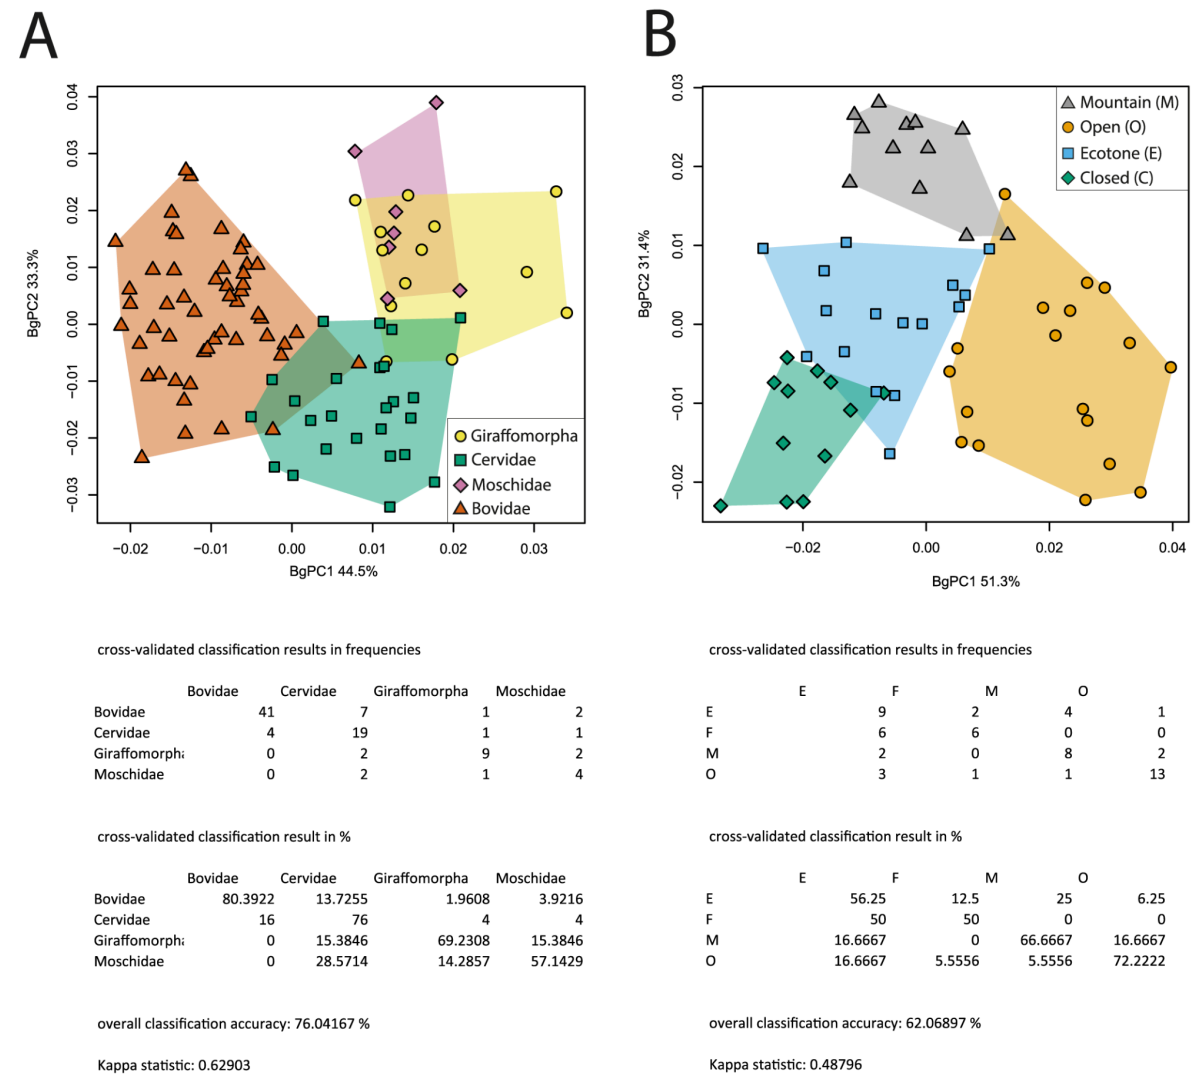 A
0.04
0.03
0.02
0.01
0.00
−0.01
−0.02
−0.03
BgPC2 33.3%
Giraffomorpha
Cervidae
Moschidae
Bovidae
−0.02 −0.01 0.00 0.01 0.02 0.03
BgPC1 44.5%
cross-validated classification results in frequencies
Bovidae Cervidae Giraffomorpha Moschidae
Bovidae 41 7 1 2
Cervidae 4 19 1 1
Giraffomorpha 0 2 9 2
Moschidae 0 2 1 4
cross-validated classification result in %
Bovidae Cervidae Giraffomorpha Moschidae
Bovidae 80.3922 13.7255 1.9608 3.9216
Cervidae 16 76 4 4
Giraffomorpha 0 15.3846 69.2308 15.3846
Moschidae 0 28.5714 14.2857 57.1429
overall classification accuracy: 76.04167 %
Kappa statistic: 0.62903
B
0.03
0.02
0.01
0.00
−0.01
−0.02
BgPC2 31.4%
Mountain (M)
Open (O)
Ecotone (E)
Closed (C)
−0.02 0.00 0.02 0.04
BgPC1 51.3%
cross-validated classification results in frequencies
E F M O
E 9 2 4 1
F 6 6 0 0
M 2 0 8 2
O 3 1 1 13
cross-validated classification result in %
E F M O
E 56.25 12.5 25 6.25
F 50 50 0 0
M 16.6667 0 66.6667 16.6667
O 16.6667 5.5556 5.5556 72.2222
overall classification accuracy: 62.06897 %
Kappa statistic: 0.48796